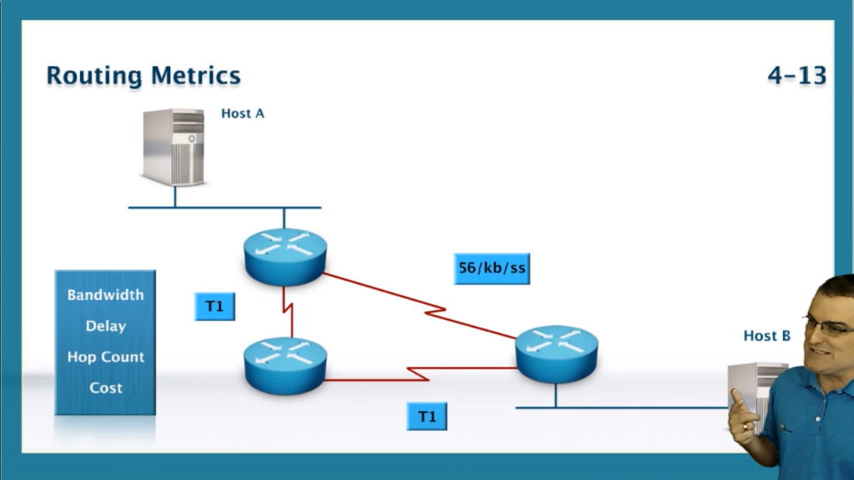 Routing Metrics
4-13
Host A
56/kb/ss
T1
Bandwidth
Delay
Hop Count
Cost
Host B
T1